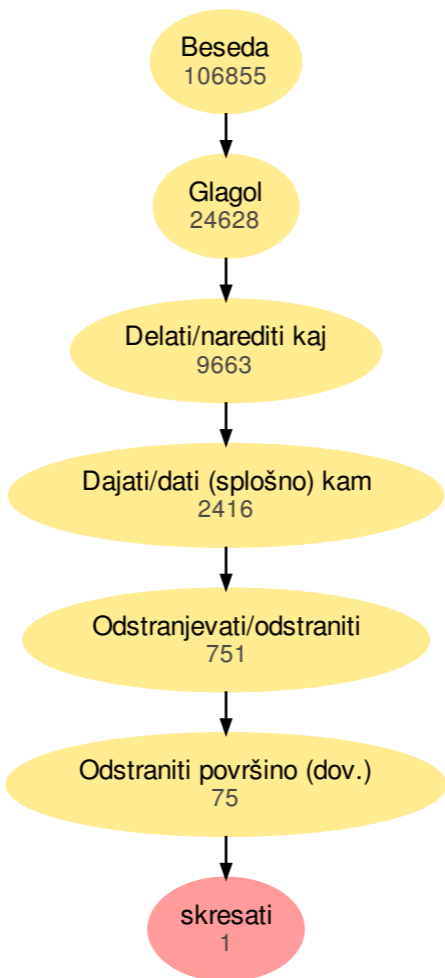 Beseda
106855
Glagol
24628
Delati/narediti kaj
9663
Dajati/dati (splošno) kam
2416
Odstranjevati/odstraniti
751
Odstraniti površino (dov.)
75
skresati
1